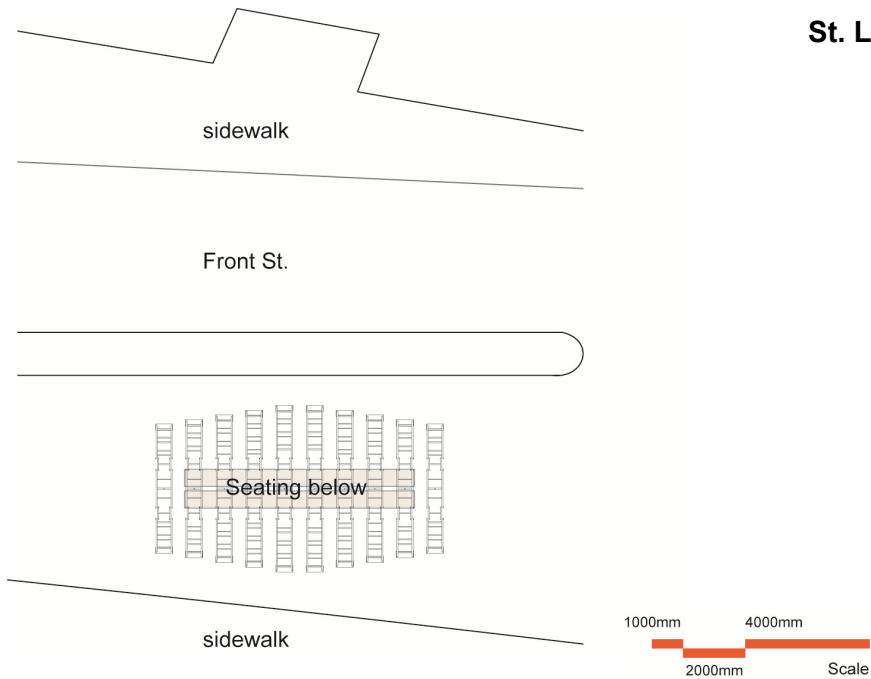 St. L
sidewalk
Front St.
Seating below
sidewalk
1000mm 4000mm
2000mm Scale